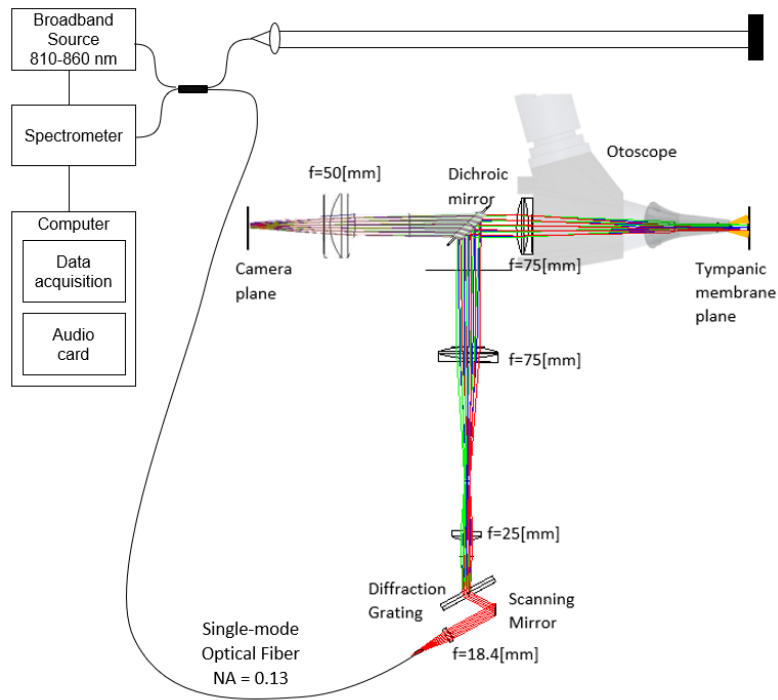 Broadband
Source
810-860 nm
Spectrometer
Computer
Data
acquisition
Audio
card
f=50[mm]
Dichroic
mirror
Otoscope
Camera
plane
f=75[mm]
Tympanic
membrane
plane
f=75[mm]
f=25[mm]
Diffraction
Grating
Scanning
Mirror
Single-mode
Optical Fiber
NA = 0.13
f=18.4[mm]